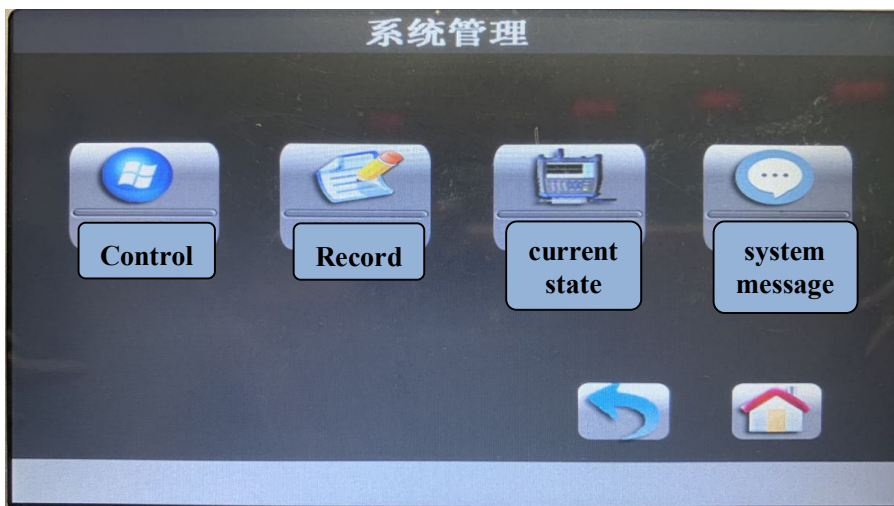 系统管理
Control
Record
current
state
system
message